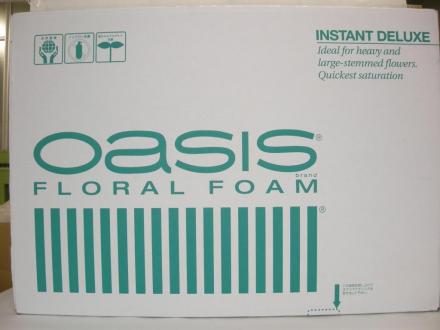 INSTANT DELUXE
Ideal for heavy and
large-stemmed flowers.
Quickest saturation
oasis®
brand
FLORAL FOAM
®